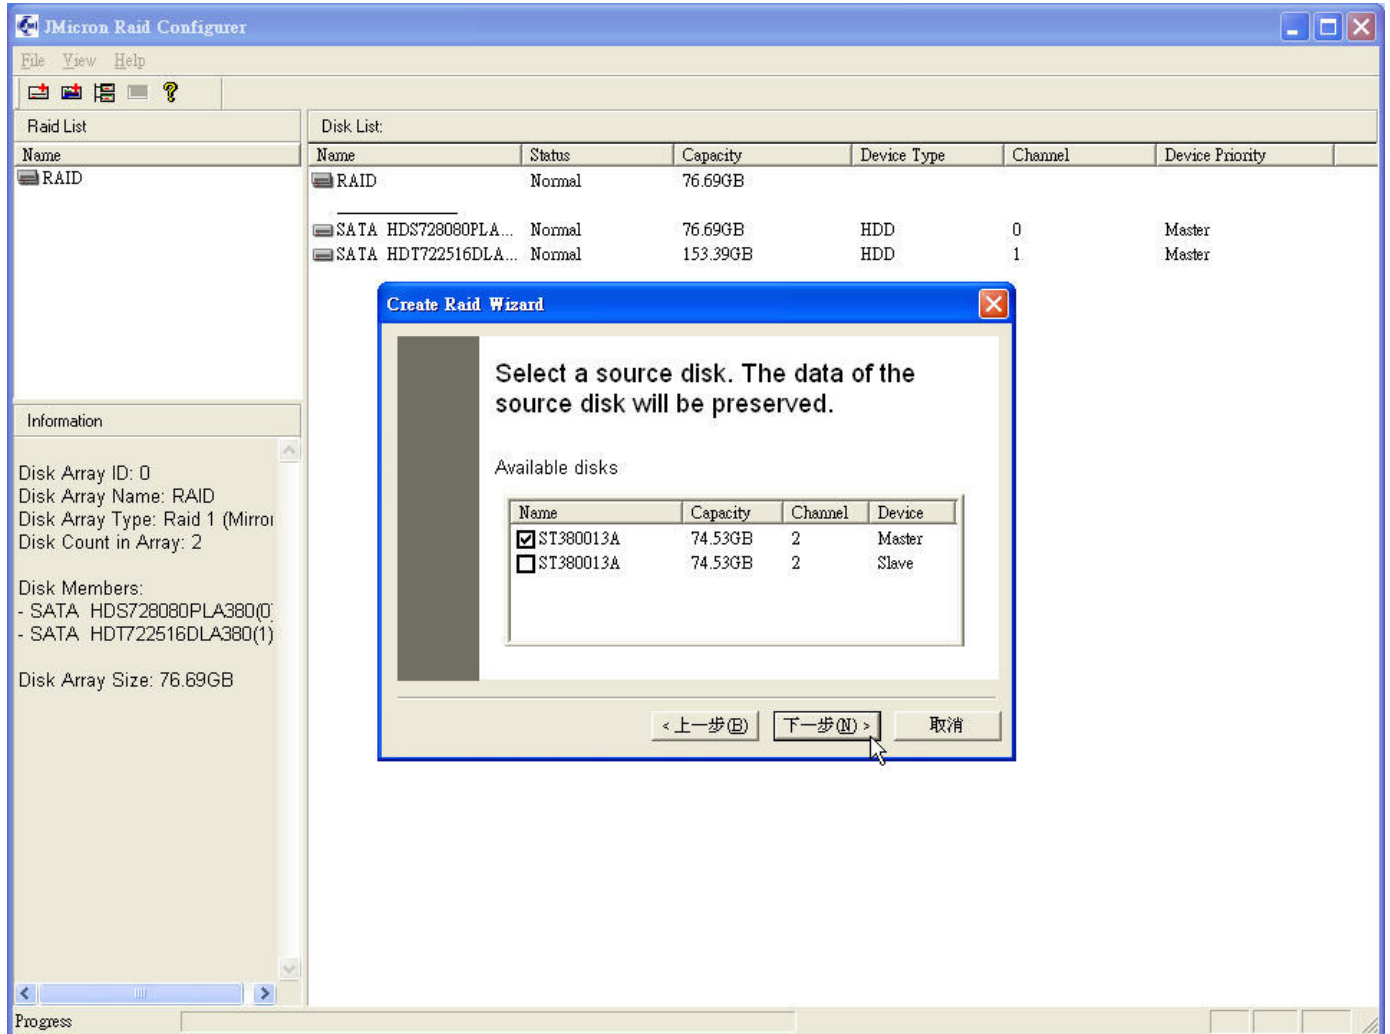 JMicron Raid Configurer
File View Help
Raid List
Disk List:
Name
Name Status Capacity Device Type Channel Device Priority
RAID
RAID Normal 76.69GB
SATA HDS728080PLA... Normal 76.69GB HDD 0 Master
SATA HDT722516DLA... Normal 153.39GB HDD 1 Master
Create Raid Wizard
Select a source disk. The data of the
source disk will be preserved.
Available disks
Name Capacity Channel Device
ST380013A 74.53GB 2 Master
ST380013A 74.53GB 2 Slave
<上一步(B) 下一步(N)> 取消
Information
Disk Array ID: 0
Disk Array Name: RAID
Disk Array Type: Raid 1 (Mirror
Disk Count in Array: 2
Disk Members:
- SATA HDS728080PLA380(0)
- SATA HDT722516DLA380(1)
Disk Array Size: 76.69GB
Progress